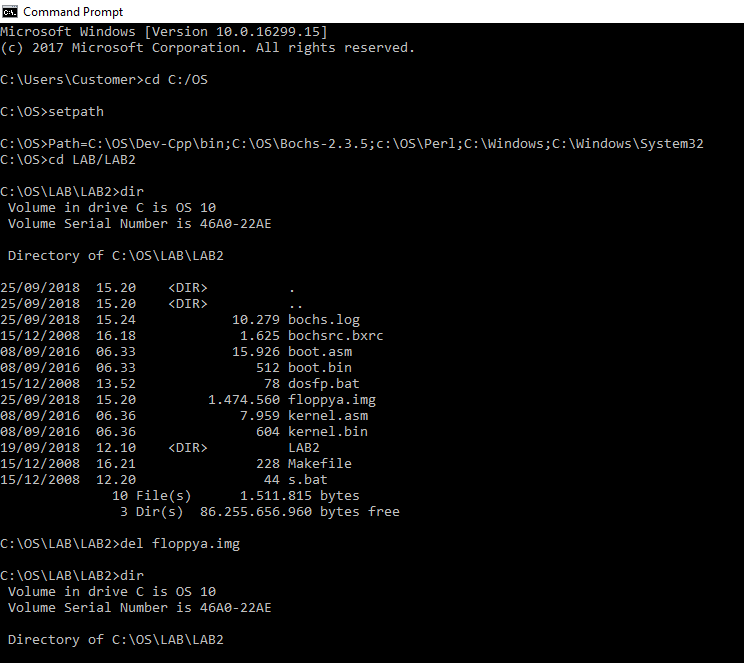 Command Prompt
Microsoft Windows [Version 10.0.16299.15]
(c) 2017 Microsoft Corporation. All rights reserved.
C:\Users\Customer>cd C:/OS
C:\OS>setpath
C:\OS>Path=C:\OS\Dev-Cpp\bin;C:\OS\Bochs-2.3.5;c:\OS\Perl;C:\Windows;C:\Windows\System32
C:\OS>cd LAB/LAB2
C:\OS\LAB\LAB2>dir
 Volume in drive C is OS 10
 Volume Serial Number is 46A0-22AE
 Directory of C:\OS\LAB\LAB2
25/09/2018  15.20    <DIR>          .
25/09/2018  15.20    <DIR>          ..
25/09/2018  15.24            10.279 bochs.log
15/12/2008  16.18             1.625 bochsrc.bxrc
08/09/2016  06.33            15.926 boot.asm
08/09/2016  06.33               512 boot.bin
15/12/2008  13.52                78 dosfp.bat
25/09/2018  15.20         1.474.560 floppya.img
08/09/2016  06.36             7.959 kernel.asm
08/09/2016  06.36               604 kernel.bin
19/09/2018  12.10    <DIR>          LAB2
15/12/2008  16.21               228 Makefile
15/12/2008  12.20                44 s.bat
              10 File(s)      1.511.815 bytes
               3 Dir(s)  86.255.656.960 bytes free
C:\OS\LAB\LAB2>del floppya.img
C:\OS\LAB\LAB2>dir
 Volume in drive C is OS 10
 Volume Serial Number is 46A0-22AE
 Directory of C:\OS\LAB\LAB2